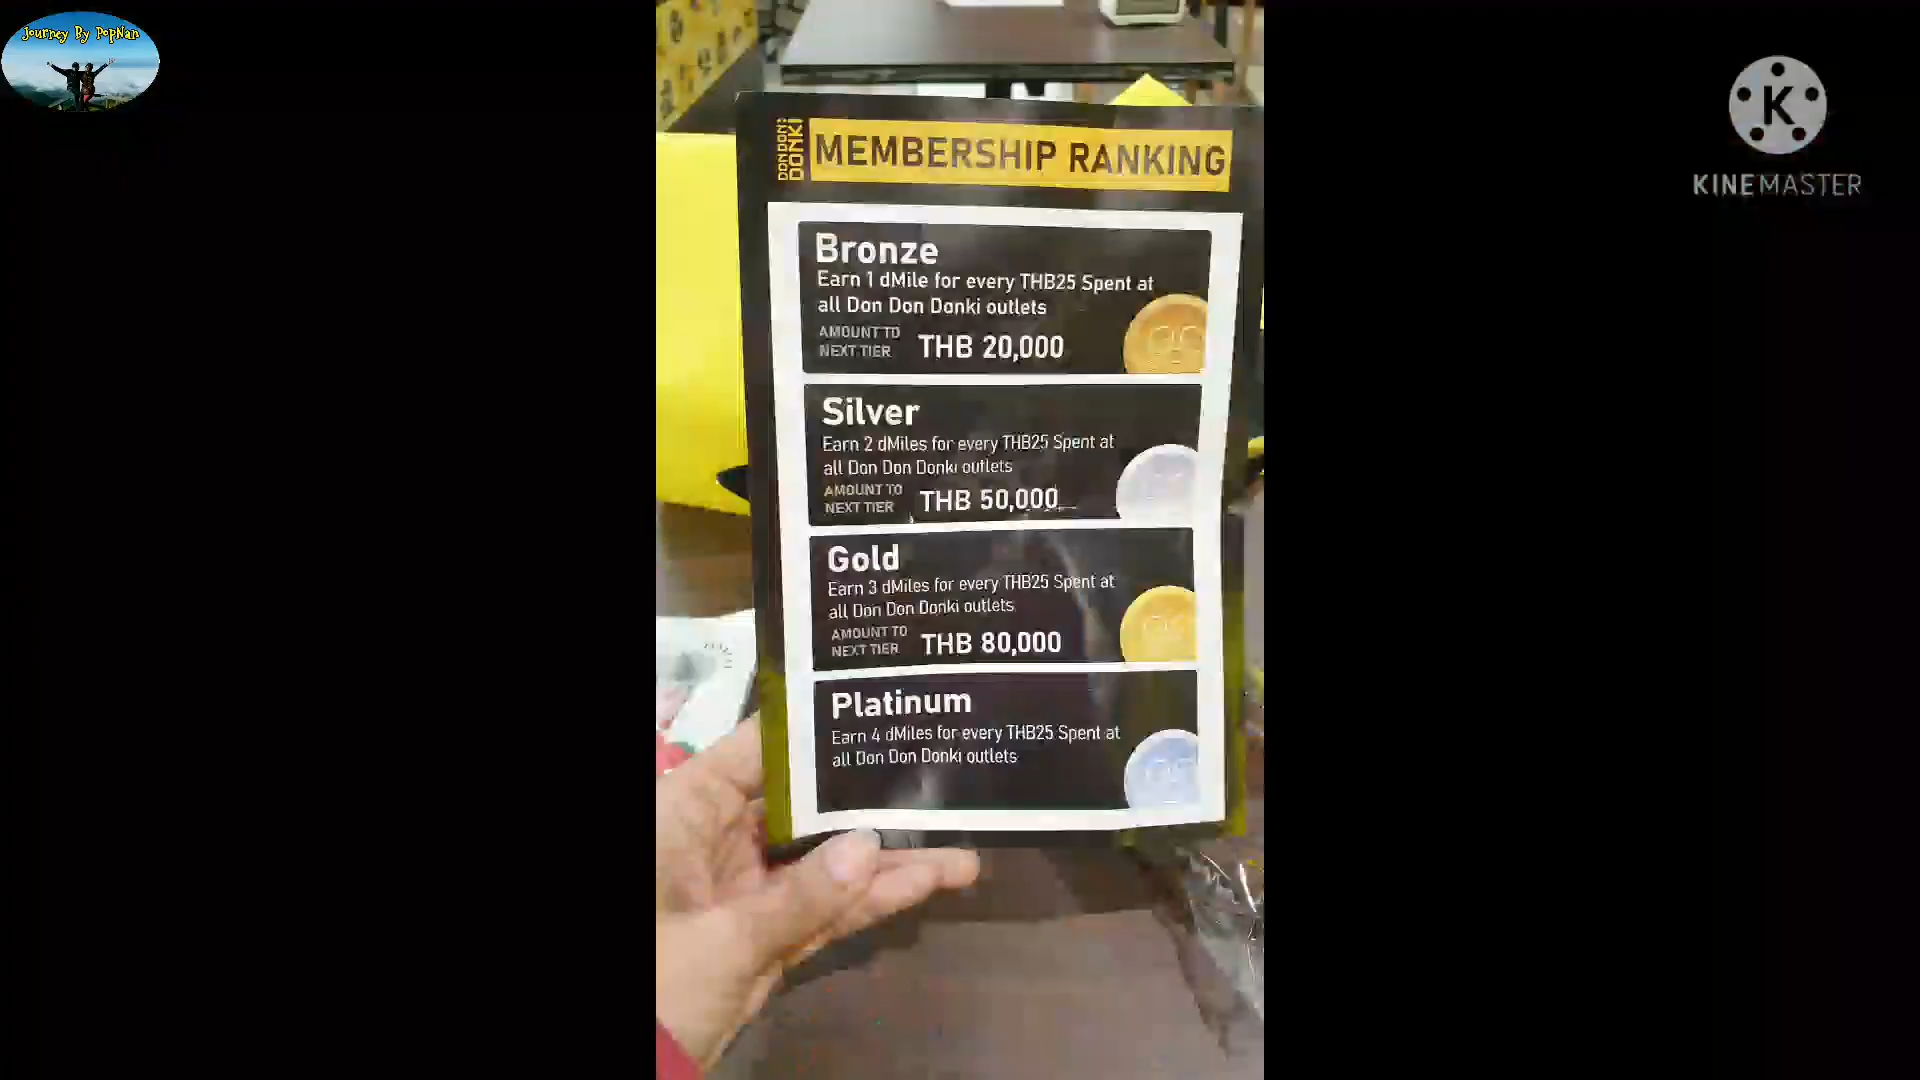 Journey By PopNan
KINEMASTER
DON DON
DONKI
MEMBERSHIP RANKING
Bronze
Earn 1 dMile for every THB25 Spent at
all Don Don Donki outlets
AMOUNT TO
NEXT TIER
THB 20,000
Silver
Earn 2 dMiles for every THB25 Spent at
all Don Don Donki outlets
AMOUNT TO
NEXT TIER
THB 50,000
Gold
Earn 3 dMiles for every THB25 Spent at
all Don Don Donki outlets
AMOUNT TO
NEXT TIER
THB 80,000
Platinum
Earn 4 dMiles for every THB25 Spent at
all Don Don Donki outlets